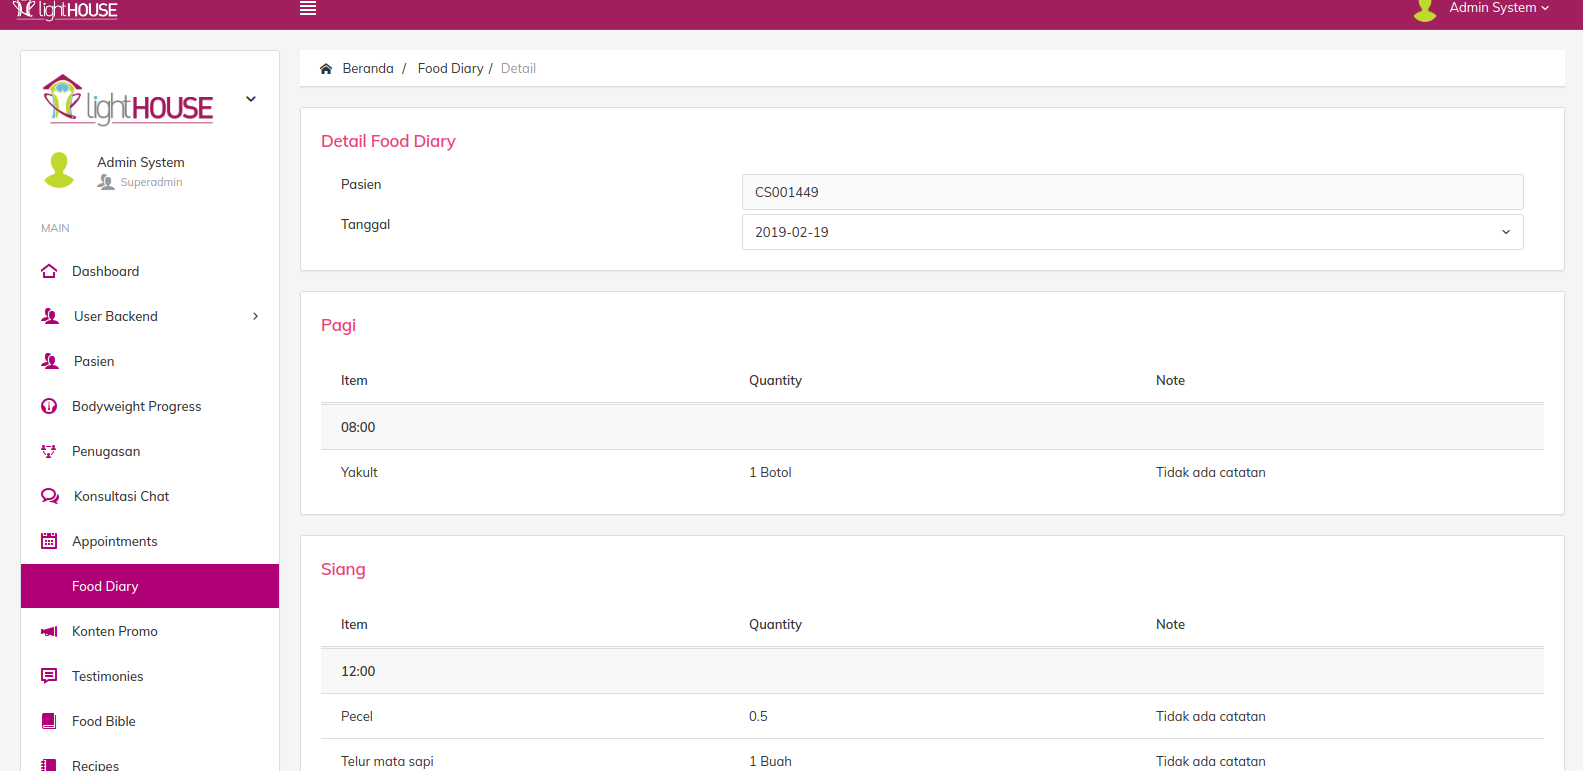 lightHOUSE
Admin System
lightHOUSE
Admin System
Superadmin
MAIN
Dashboard
User Backend
Pasien
Bodyweight Progress
Penugasan
Konsultasi Chat
Appointments
Food Diary
Konten Promo
Testimonies
Food Bible
Recipes
Beranda / Food Diary / Detail
Detail Food Diary
Pasien CS001449
Tanggal 2019-02-19
Pagi
Item Quantity Note
08:00
Yakult 1 Botol Tidak ada catatan
Siang
Item Quantity Note
12:00
Pecel 0.5 Tidak ada catatan
Telur mata sapi 1 Buah Tidak ada catatan